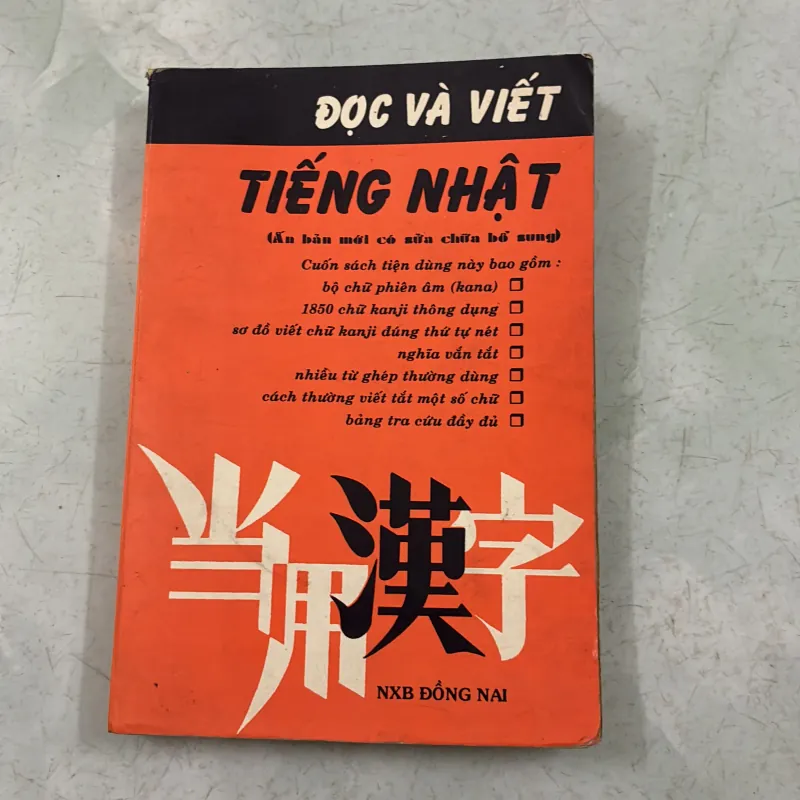 ĐỌC VÀ VIẾT
TIẾNG NHẬT
(Ấn bản mới có sửa chữa bổ sung)
Cuốn sách tiện dùng này bao gồm :
bộ chữ phiên âm (kana) ❒
1850 chữ kanji thông dụng ❒
sơ đồ viết chữ kanji đúng thứ tự nét ❒
nghĩa vắn tắt ❒
nhiều từ ghép thường dùng ❒
cách thường viết tắt một số chữ ❒
bảng tra cứu đầy đủ ❒
当用漢字
NXB ĐỒNG NAI